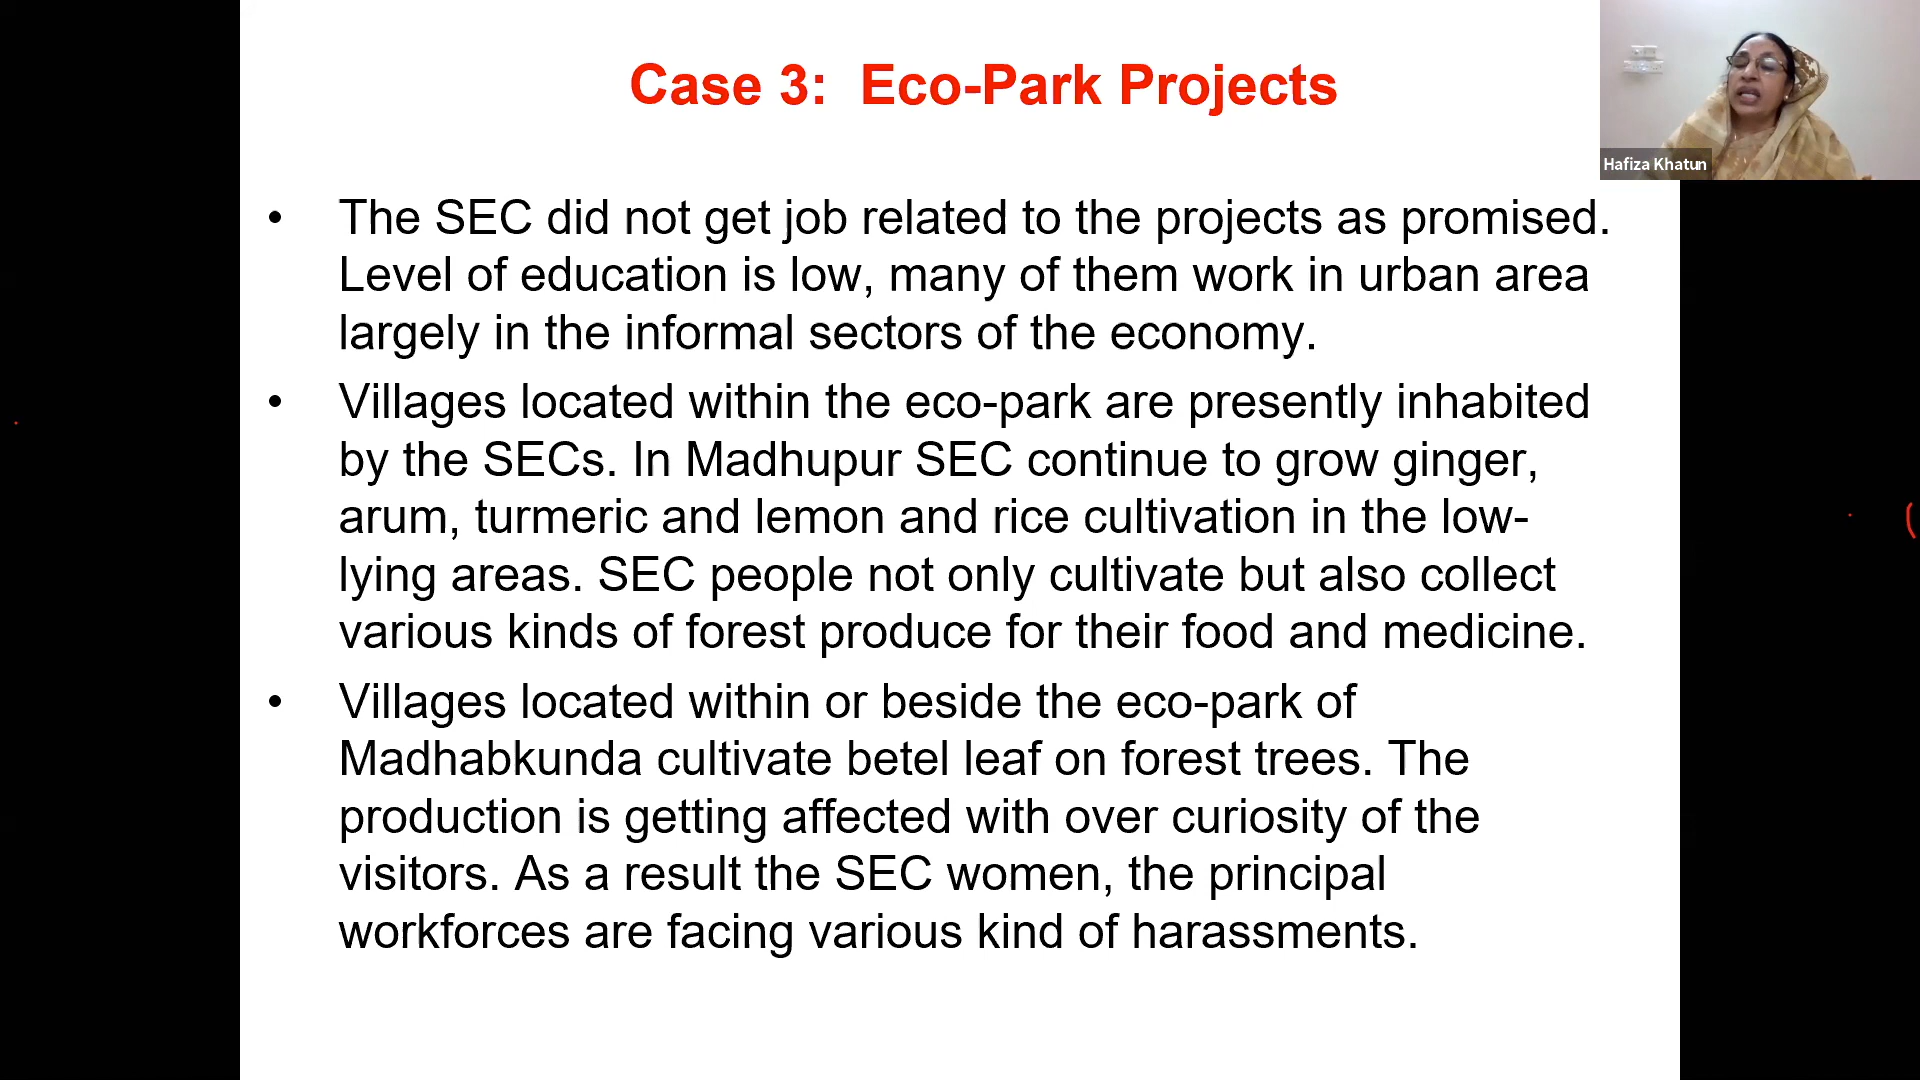 Case 3:  Eco-Park Projects
Hafiza Khatun
• The SEC did not get job related to the projects as promised.
Level of education is low, many of them work in urban area
largely in the informal sectors of the economy.
• Villages located within the eco-park are presently inhabited
by the SECs. In Madhupur SEC continue to grow ginger,
arum, turmeric and lemon and rice cultivation in the low-
lying areas. SEC people not only cultivate but also collect
various kinds of forest produce for their food and medicine.
• Villages located within or beside the eco-park of
Madhabkunda cultivate betel leaf on forest trees. The
production is getting affected with over curiosity of the
visitors. As a result the SEC women, the principal
workforces are facing various kind of harassments.